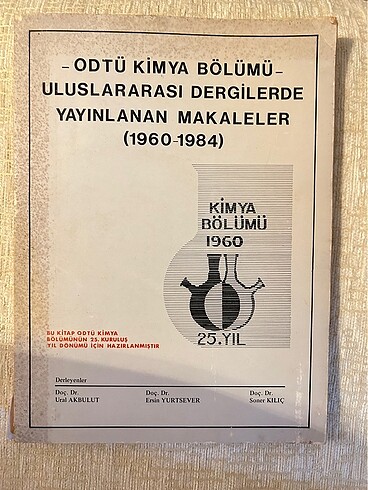 - ODTÜ KİMYA BÖLÜMÜ -
ULUSLARARASI DERGİLERDE
YAYINLANAN MAKALELER
(1960-1984)
KİMYA
BÖLÜMÜ
1960
25.YIL
BU KİTAP ODTÜ KİMYA
BÖLÜMÜNÜN 25. KURULUŞ
YIL DÖNÜMÜ İÇİN HAZIRLANMIŞTIR
Derleyenler
Doç. Dr. Doç. Dr. Doç. Dr.
Ural AKBULUT Ersin YURTSEVER Soner KILIÇ